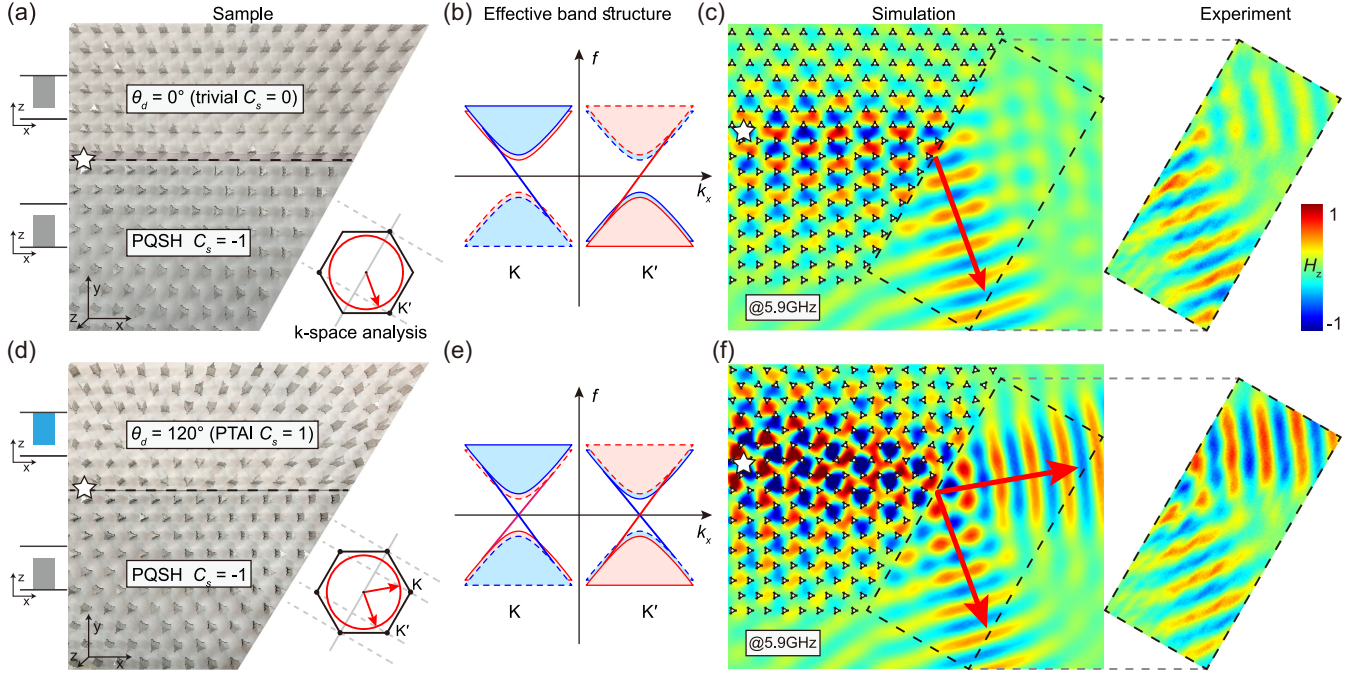 Sample
Effective band structure
Simulation
Experiment
(a)
z
x
z
x
θd = 0° (trivial Cs = 0)
PQSH Cs = -1
y
z
x
K′
k-space analysis
(b)
f
kx
K
K′
(c)
@5.9GHz
1
Hz
-1
(d)
z
x
z
x
θd = 120° (PTAI Cs = 1)
PQSH Cs = -1
y
z
x
K
K′
(e)
f
kx
K
K′
(f)
@5.9GHz